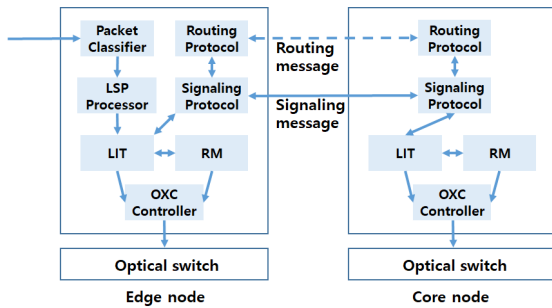 Packet
Classifier
Routing
Protocol
Routing
message
Routing
Protocol
LSP
Processor
Signaling
Protocol
Signaling
message
Signaling
Protocol
LIT
RM
LIT
RM
OXC
Controller
OXC
Controller
Optical switch
Optical switch
Edge node
Core node